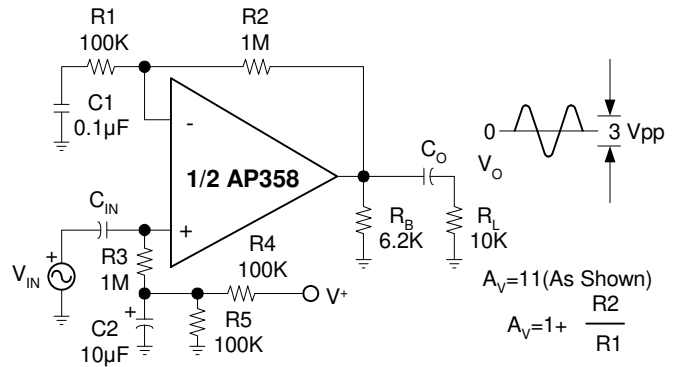 R1
100K
R2
1M
C1
0.1µF
-
1/2 AP358
+
C_IN
V_IN
+
R3
1M
R4
100K
V+
+
C2
10µF
R5
100K
C_O
R_B
6.2K
R_L
10K
0
V_O
3 Vpp
A_V=11(As Shown)
A_V=1+ R2
R1